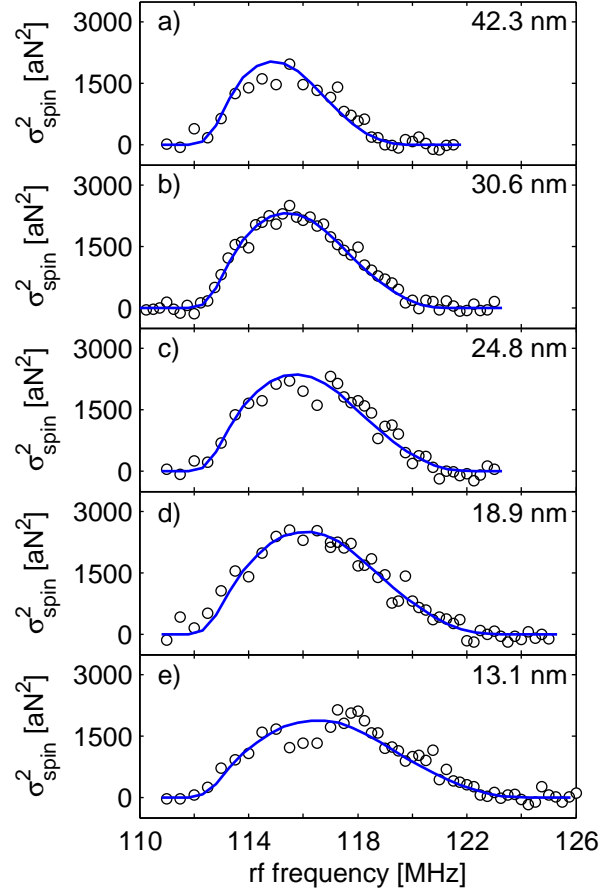 3000
1500
0
σ²spin [aN²]
a)
42.3 nm
3000
1500
0
σ²spin [aN²]
b)
30.6 nm
3000
1500
0
σ²spin [aN²]
c)
24.8 nm
3000
1500
0
σ²spin [aN²]
d)
18.9 nm
3000
1500
0
σ²spin [aN²]
e)
13.1 nm
110 114 118 122 126
rf frequency [MHz]